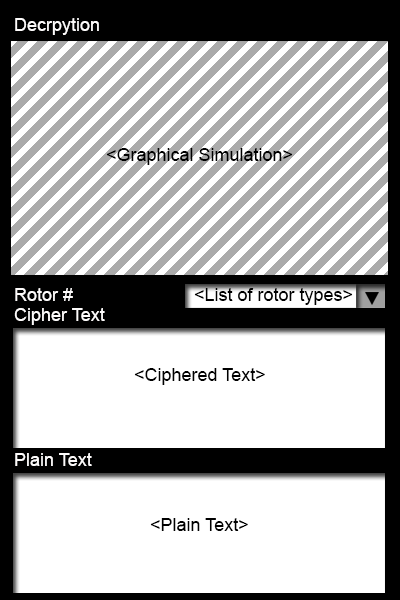 Decrpytion
<Graphical Simulation>
Rotor # <List of rotor types>
Cipher Text
<Ciphered Text>
Plain Text
<Plain Text>